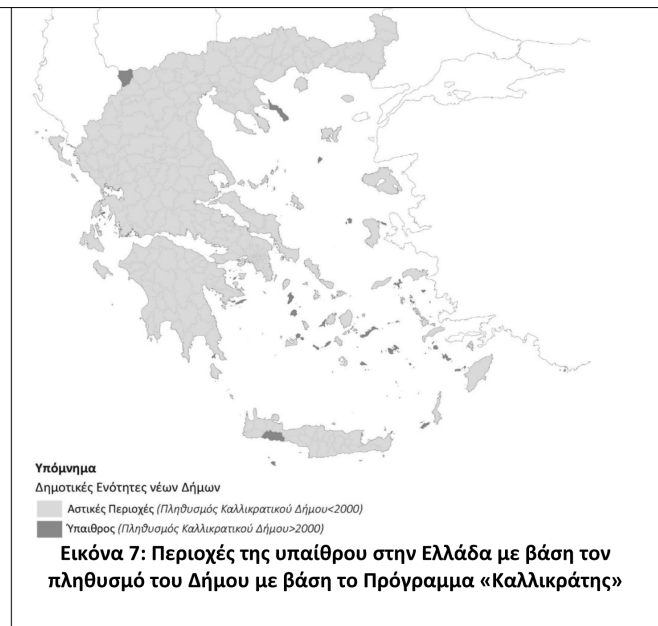 Υπόμνημα
Δημοτικές Ενότητες νέων Δήμων
Αστικές Περιοχές (Πληθυσμός Καλλικρατικού Δήμου<2000)
Ύπαιθρος (Πληθυσμός Καλλικρατικού Δήμου>2000)
Εικόνα 7: Περιοχές της υπαίθρου στην Ελλάδα με βάση τον
πληθυσμό του Δήμου με βάση το Πρόγραμμα «Καλλικράτης»